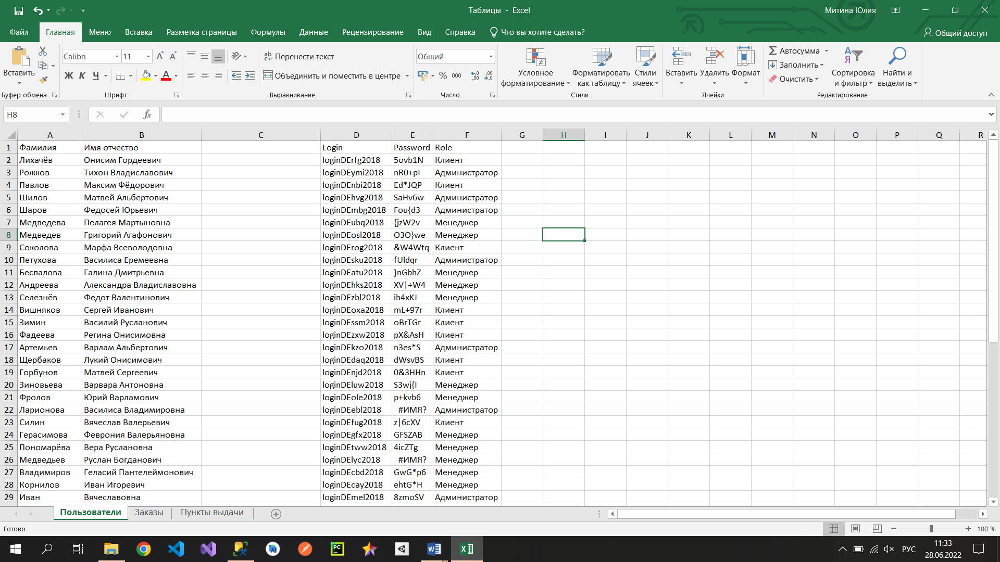 Таблицы - Excel
Митина Юлия
Файл Главная Меню Вставка Разметка страницы Формулы Данные Рецензирование Вид Справка Что вы хотите сделать? Общий доступ
Вставить
Calibri 11
Ж К Ч
Перенести текст
Объединить и поместить в центре
Общий
% 000
Условное форматирование
Форматировать как таблицу
Стили ячеек
Вставить Удалить Формат
Автосумма
Заполнить
Очистить
Сортировка и фильтр
Найти и выделить
Буфер обмена Шрифт Выравнивание Число Стили Ячейки Редактирование
H8 fx
A B C D E F G H I J K L M N O P Q R
1 Фамилия Имя отчество Login Password Role
2 Лихачёв Онисим Гордеевич loginDErfg2018 5ovb1N Клиент
3 Рожков Тихон Владиславович loginDEymi2018 nR0+pI Администратор
4 Павлов Максим Фёдорович loginDEnbi2018 Ed*JQP Клиент
5 Шилов Матвей Альбертович loginDEhvg2018 SaHv6w Администратор
6 Шаров Федосей Юрьевич loginDEmbg2018 Fou{d3 Администратор
7 Медведева Пелагея Мартыновна loginDEubq2018 {jzW2v Менеджер
8 Медведев Григорий Агафонович loginDEosl2018 O3O}we Менеджер
9 Соколова Марфа Всеволодовна loginDErog2018 &W4Wtq Клиент
10 Петухова Василиса Еремеевна loginDEsku2018 fUldqr Администратор
11 Беспалова Галина Дмитрьевна loginDEatu2018 }nGbhZ Менеджер
12 Андреева Александра Владиславовна loginDEhks2018 XV|+W4 Менеджер
13 Селезнёв Федот Валентинович loginDEzbl2018 ih4xKJ Менеджер
14 Вишняков Сергей Иванович loginDEoxa2018 mL+97r Клиент
15 Зимин Василий Русланович loginDEssm2018 oBrTGr Клиент
16 Фадеева Регина Онисимовна loginDEzxw2018 pX&AsH Клиент
17 Артемьев Варлам Альбертович loginDEkzo2018 n3es*S Администратор
18 Щербаков Лукий Онисимович loginDEdaq2018 dWsvBS Клиент
19 Горбунов Матвей Сергеевич loginDEnjd2018 0&3HHn Клиент
20 Зиновьева Варвара Антоновна loginDEluw2018 S3wj{I Менеджер
21 Фролов Юрий Варламович loginDEole2018 p+kvb6 Менеджер
22 Ларионова Василиса Владимировна loginDEebl2018 #ИМЯ? Администратор
23 Силин Вячеслав Валерьевич loginDEfug2018 z|6cXV Клиент
24 Герасимова Феврония Валерьяновна loginDEgfx2018 GFSZAB Менеджер
25 Пономарёва Вера Руслановна loginDEtww2018 4icZTg Менеджер
26 Медведьев Руслан Богданович loginDElyc2018 #ИМЯ? Менеджер
27 Владимиров Геласий Пантелеймонович loginDEcbd2018 GwG*p6 Менеджер
28 Корнилов Иван Игоревич loginDEcay2018 ehtG*H Менеджер
29 Иван Вячеславовна loginDEmel2018 8zmoSV Администратор
Пользователи Заказы Пункты выдачи
Готово 100 %
РУС 11:33
28.06.2022